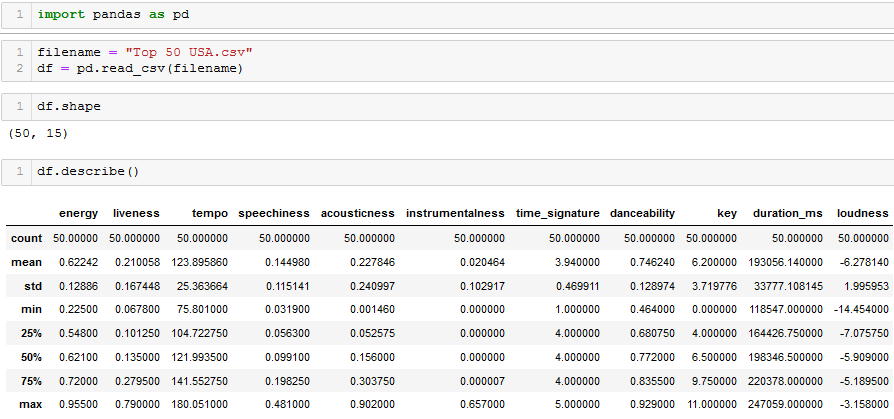 1 import pandas as pd
1 filename = "Top 50 USA.csv"
2 df = pd.read_csv(filename)
1 df.shape
(50, 15)
1 df.describe()
energy liveness tempo speechiness acousticness instrumentalness time_signature danceability key duration_ms loudness
count 50.00000 50.000000 50.000000 50.000000 50.000000 50.000000 50.000000 50.000000 50.000000 50.000000 50.000000
mean 0.62242 0.210058 123.895860 0.144980 0.227846 0.020464 3.940000 0.746240 6.200000 193056.140000 -6.278140
std 0.12886 0.167448 25.363664 0.115141 0.240997 0.102917 0.469911 0.128974 3.719776 33777.108145 1.995953
min 0.22500 0.067800 75.801000 0.031900 0.001460 0.000000 1.000000 0.464000 0.000000 118547.000000 -14.454000
25% 0.54800 0.101250 104.722750 0.056300 0.052575 0.000000 4.000000 0.680750 4.000000 164426.750000 -7.075750
50% 0.62100 0.135000 121.993500 0.099100 0.156000 0.000000 4.000000 0.772000 6.500000 198346.500000 -5.909000
75% 0.72000 0.279500 141.552750 0.198250 0.303750 0.000007 4.000000 0.835500 9.750000 220378.000000 -5.189500
max 0.95500 0.790000 180.051000 0.481000 0.902000 0.657000 5.000000 0.929000 11.000000 247059.000000 -3.158000